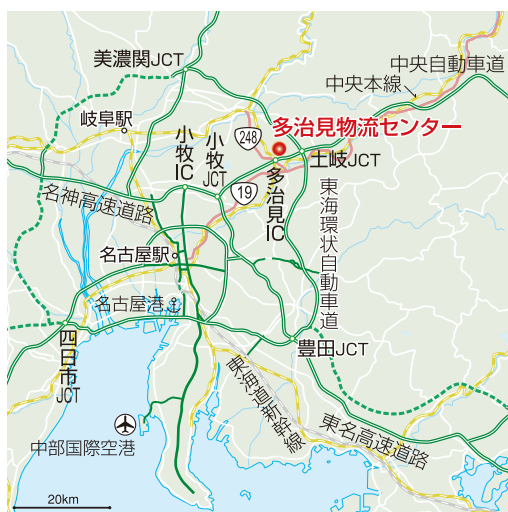 美濃関JCT
中央自動車道
中央本線
岐阜駅
小牧IC
小牧JCT
248
多治見物流センター
土岐JCT
19
多治見IC
名神高速道路
東海環状自動車道
名古屋駅
名古屋港
四日市JCT
豊田JCT
東海道新幹線
東名高速道路
中部国際空港
20km